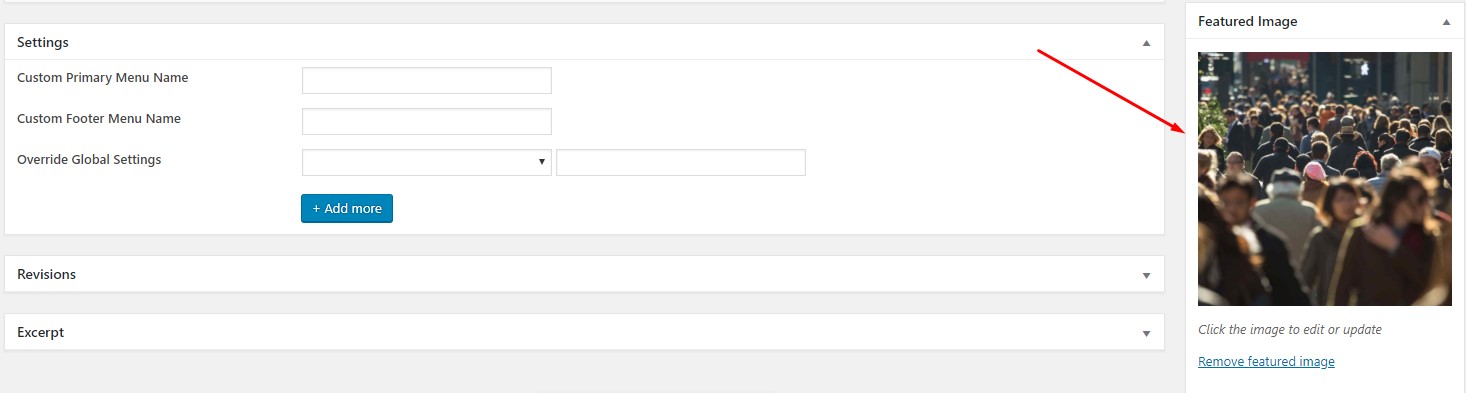 Settings
Custom Primary Menu Name
Custom Footer Menu Name
Override Global Settings
+ Add more
Revisions
Excerpt
Featured Image
Click the image to edit or update
Remove featured image